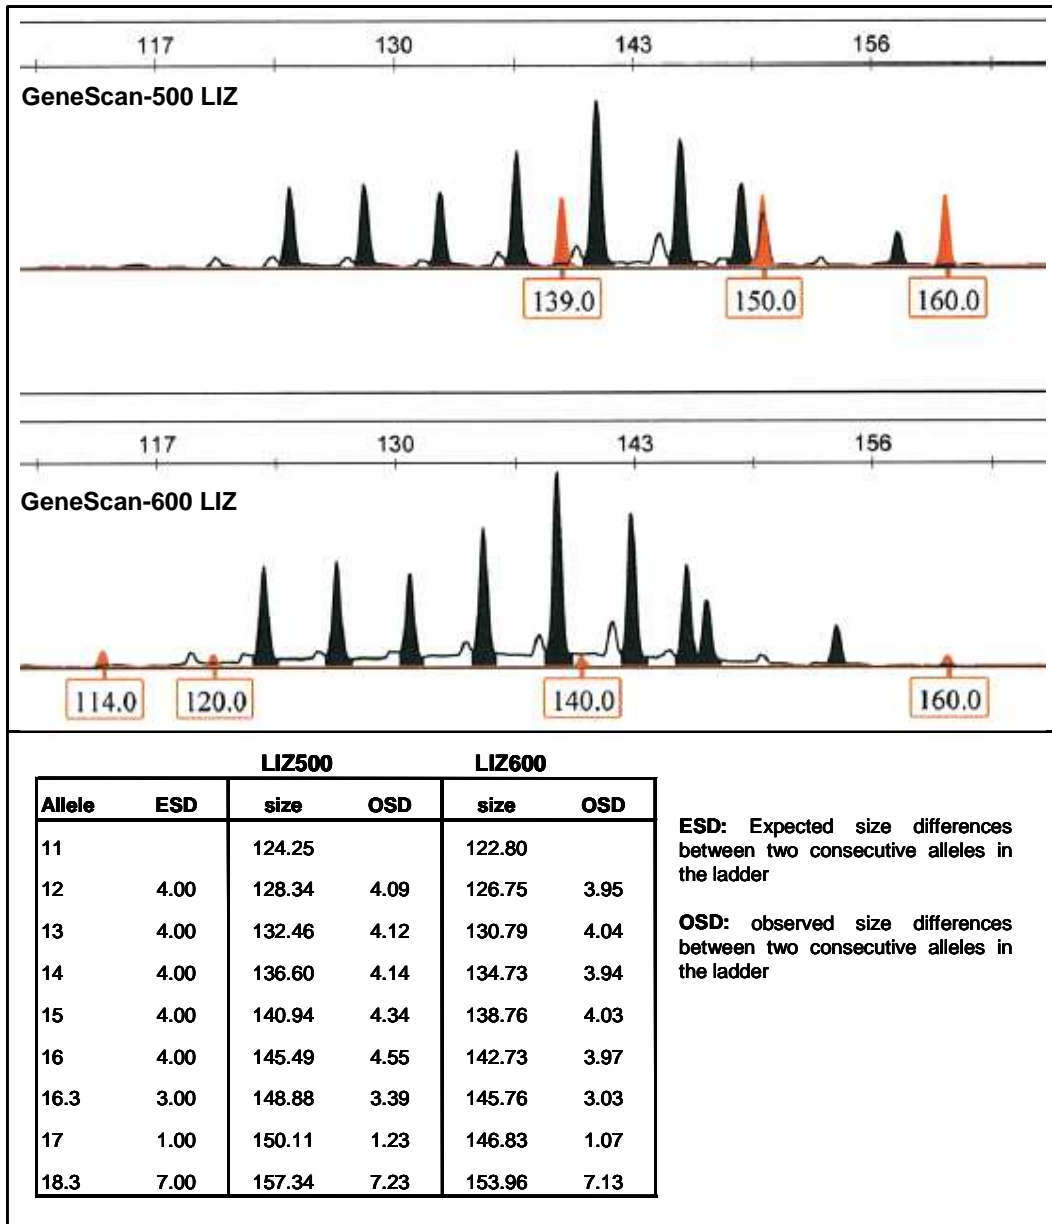 117 130 143 156
GeneScan-500 LIZ
139.0 150.0 160.0
117 130 143 156
GeneScan-600 LIZ
114.0 120.0 140.0 160.0
LIZ500 LIZ600
Allele ESD size OSD size OSD
11 124.25 122.80
12 4.00 128.34 4.09 126.75 3.95
13 4.00 132.46 4.12 130.79 4.04
14 4.00 136.60 4.14 134.73 3.94
15 4.00 140.94 4.34 138.76 4.03
16 4.00 145.49 4.55 142.73 3.97
16.3 3.00 148.88 3.39 145.76 3.03
17 1.00 150.11 1.23 146.83 1.07
18.3 7.00 157.34 7.23 153.96 7.13
ESD: Expected size differences
between two consecutive alleles in
the ladder
OSD: observed size differences
between two consecutive alleles in
the ladder